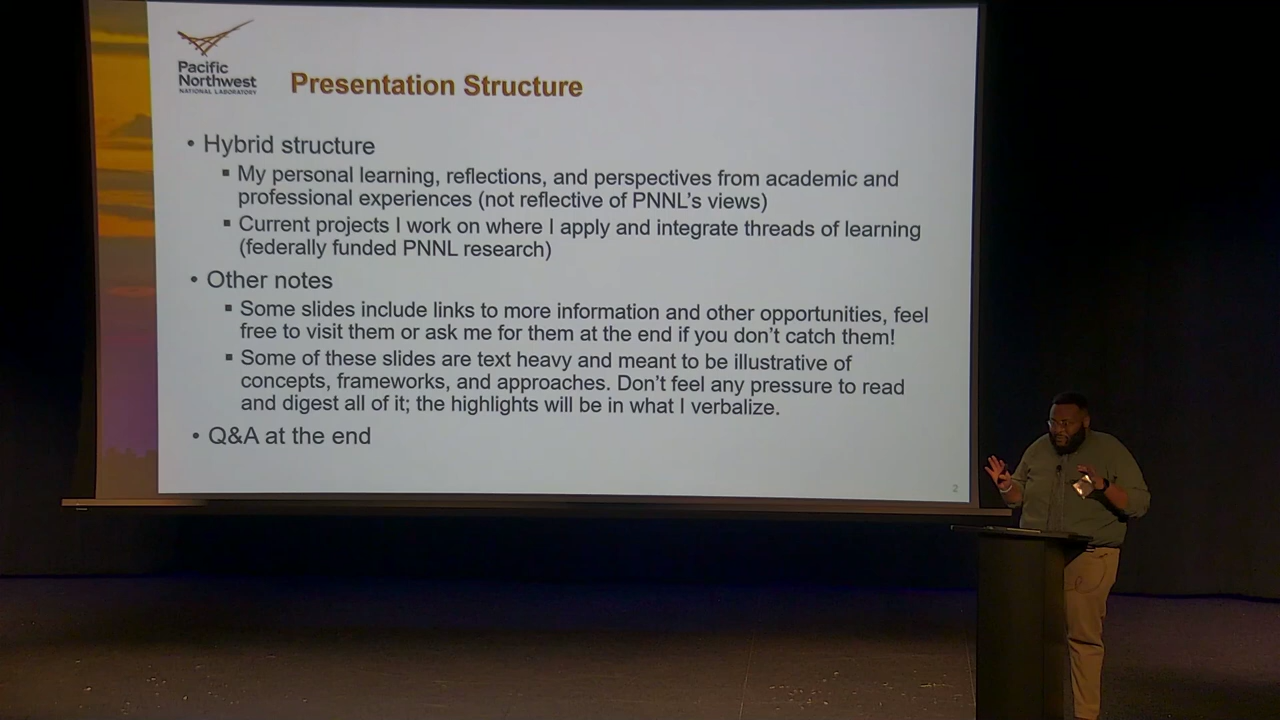 Pacific
Northwest
NATIONAL LABORATORY
Presentation Structure
• Hybrid structure
▪ My personal learning, reflections, and perspectives from academic and
professional experiences (not reflective of PNNL's views)
▪ Current projects I work on where I apply and integrate threads of learning
(federally funded PNNL research)
• Other notes
▪ Some slides include links to more information and other opportunities, feel
free to visit them or ask me for them at the end if you don't catch them!
▪ Some of these slides are text heavy and meant to be illustrative of
concepts, frameworks, and approaches. Don't feel any pressure to read
and digest all of it; the highlights will be in what I verbalize.
• Q&A at the end
2